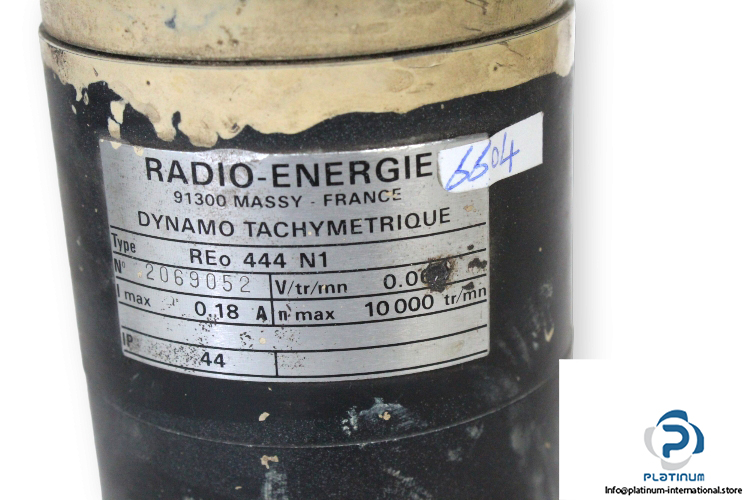 RADIO-ENERGIE
6604
91300 MASSY - FRANCE
DYNAMO TACHYMETRIQUE
Type REo 444 N1
N° 2069052 V/tr/mn
I max 0,18 A n max 10 000 tr/mn
IP 44
PLATINUM
Info@platinum-international.store